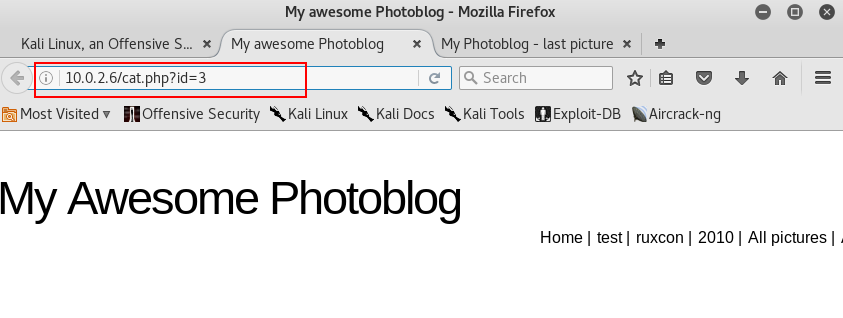 My awesome Photoblog - Mozilla Firefox
Kali Linux, an Offensive S... My awesome Photoblog My Photoblog - last picture
10.0.2.6/cat.php?id=3 Search
Most Visited Offensive Security Kali Linux Kali Docs Kali Tools Exploit-DB Aircrack-ng
My Awesome Photoblog
Home | test | ruxcon | 2010 | All pictures |